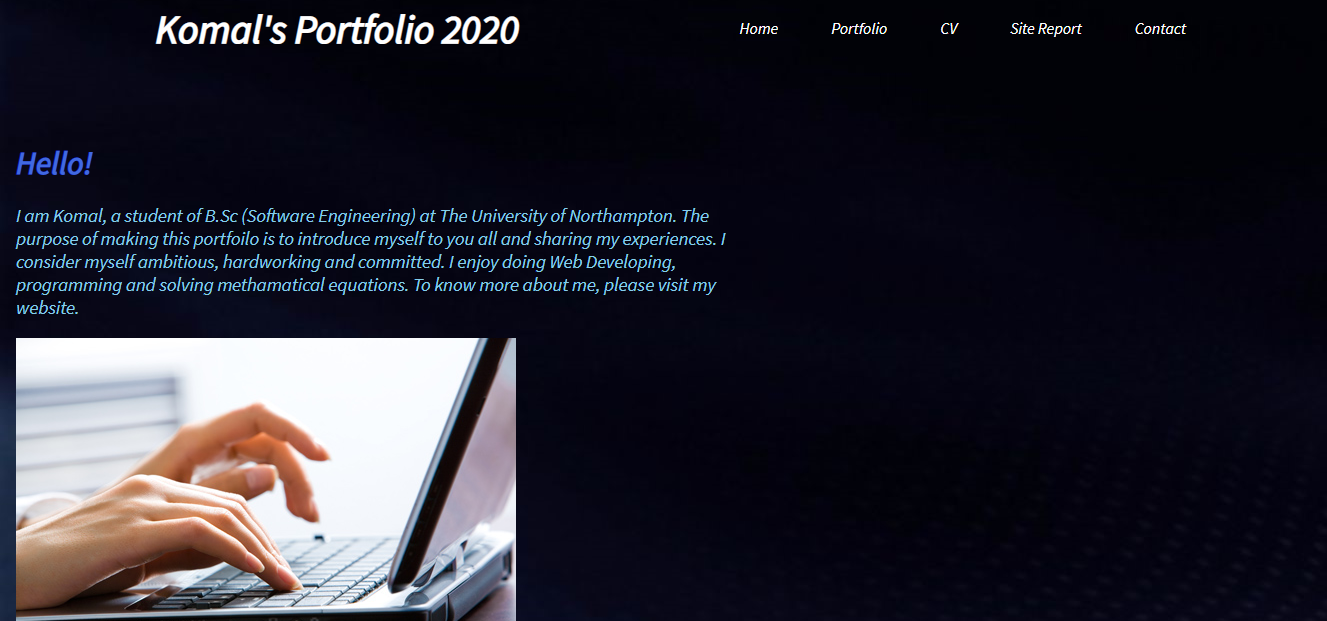 Komal's Portfolio 2020
Home Portfolio CV Site Report Contact
Hello!
I am Komal, a student of B.Sc (Software Engineering) at The University of Northampton. The
purpose of making this portfoilo is to introduce myself to you all and sharing my experiences. I
consider myself ambitious, hardworking and committed. I enjoy doing Web Developing,
programming and solving methamatical equations. To know more about me, please visit my
website.